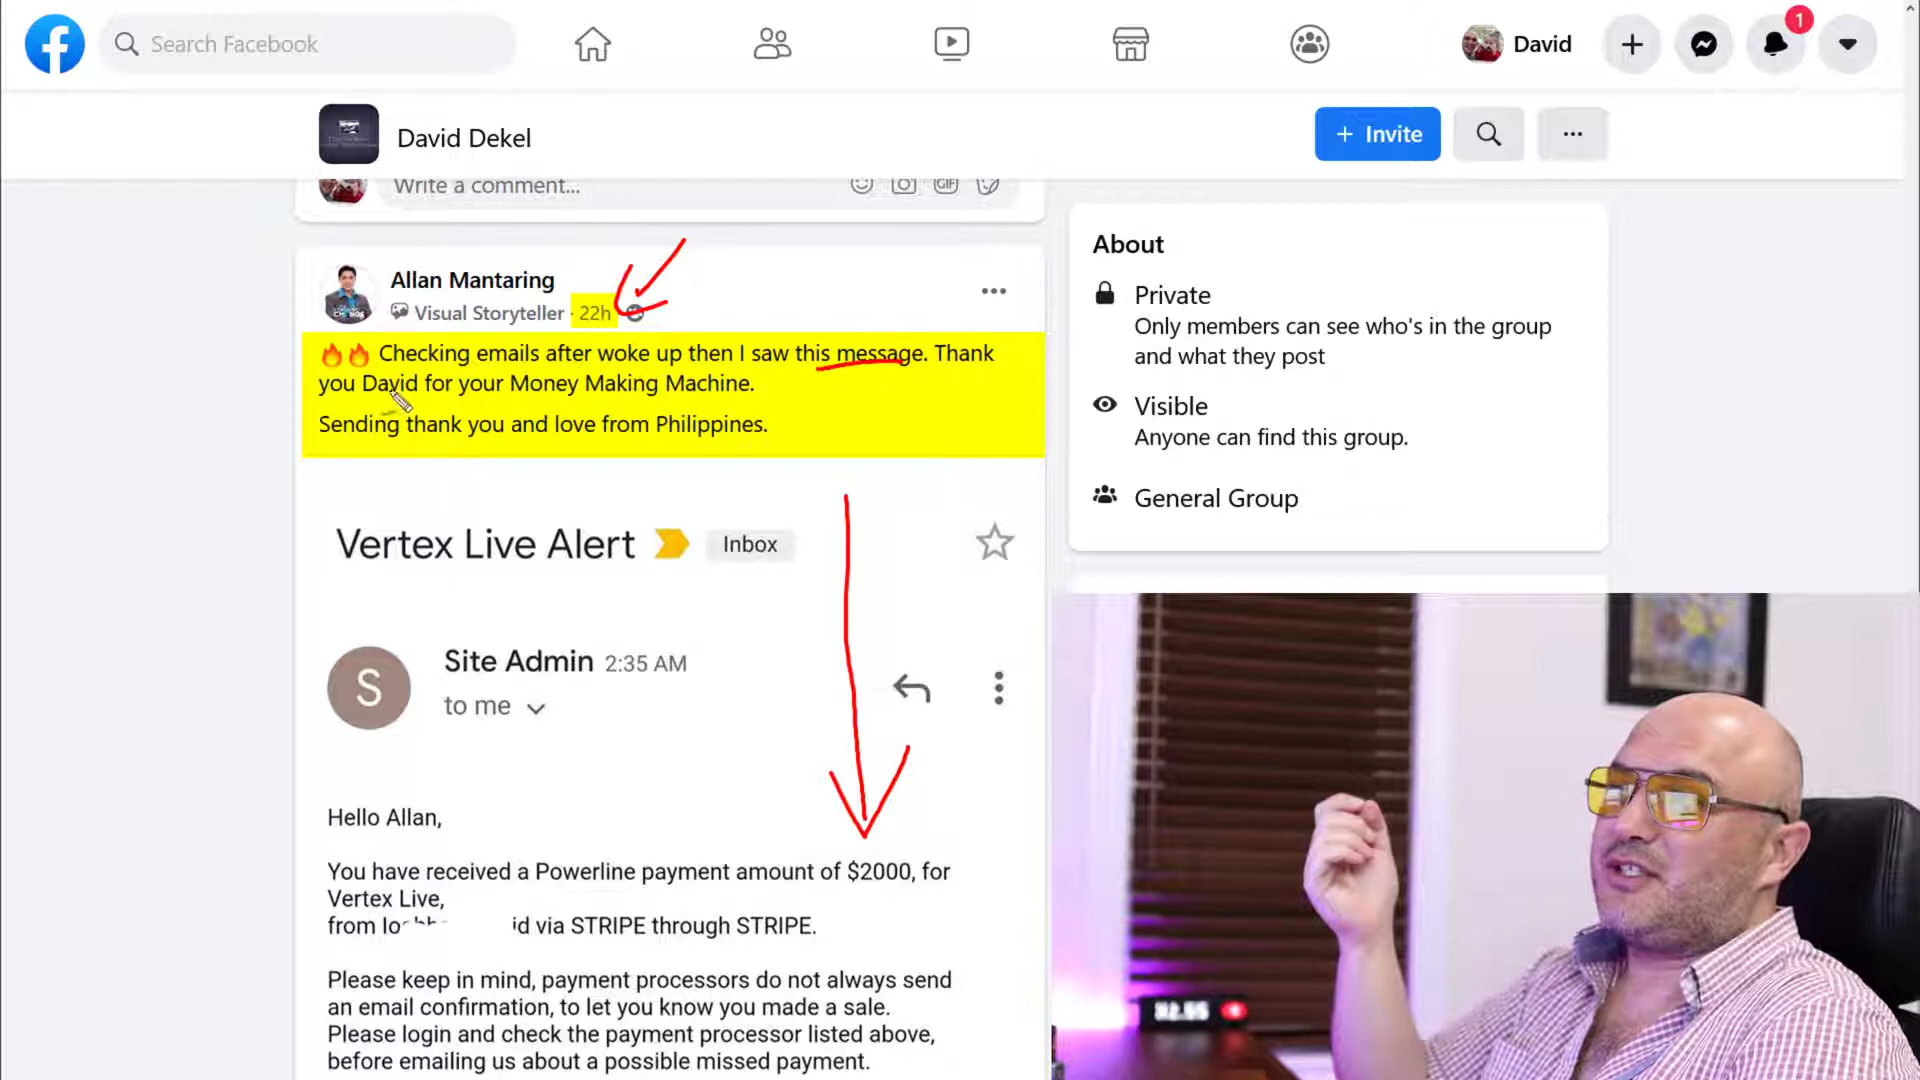 Search Facebook
David
1
David Dekel
+ Invite
Write a comment...
GIF
Allan Mantaring
Visual Storyteller · 22h
🔥🔥 Checking emails after woke up then I saw this message. Thank
you David for your Money Making Machine.
Sending thank you and love from Philippines.
Vertex Live Alert
Inbox
S
Site Admin 2:35 AM
to me
Hello Allan,
You have received a Powerline payment amount of $2000, for
Vertex Live,
from
via STRIPE through STRIPE.
Please keep in mind, payment processors do not always send
an email confirmation, to let you know you made a sale.
Please login and check the payment processor listed above,
before emailing us about a possible missed payment.
About
Private
Only members can see who's in the group
and what they post
Visible
Anyone can find this group.
General Group